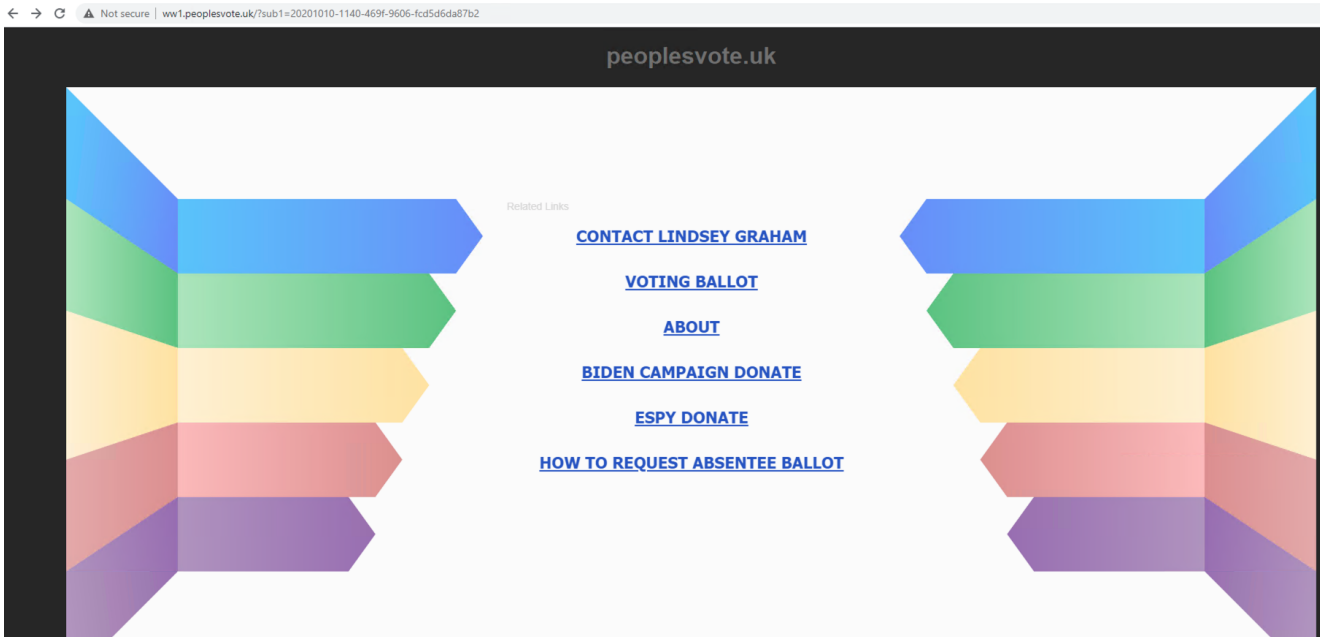 Not secure | ww1.peoplesvote.uk/?sub1=20201010-1140-469f-9606-fcd5d6da87b2
peoplesvote.uk
Related Links
CONTACT LINDSEY GRAHAM
VOTING BALLOT
ABOUT
BIDEN CAMPAIGN DONATE
ESPY DONATE
HOW TO REQUEST ABSENTEE BALLOT